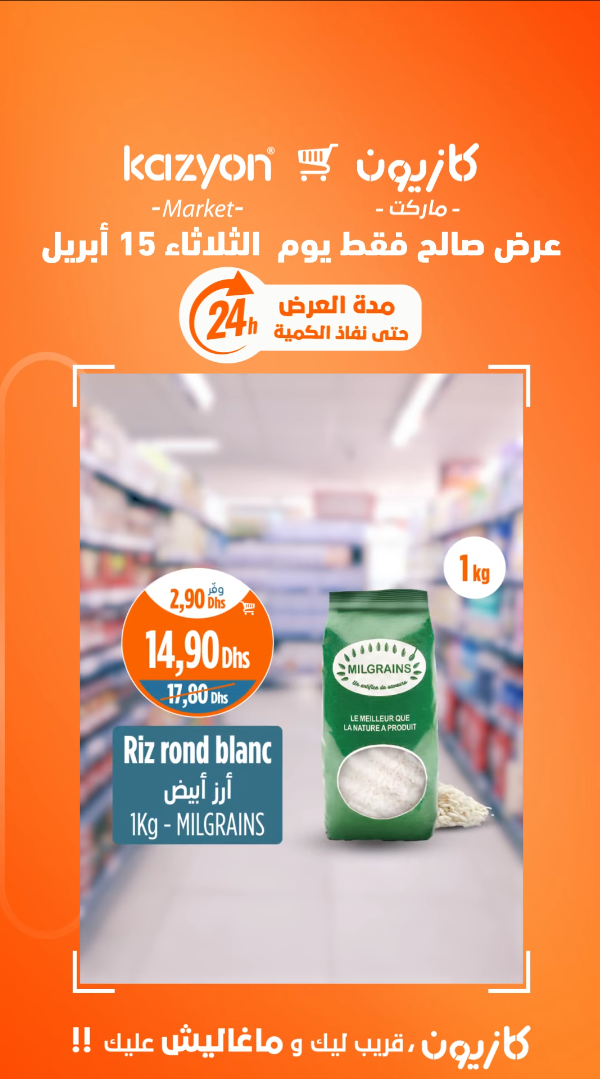 kazyon® كازيون
-Market- - ماركت -
عرض صالح فقط يوم الثلاثاء 15 أبريل
مدة العرض
24h
حتى نفاذ الكمية
1 kg
وفّر
2,90 Dhs
14,90 Dhs
17,80 Dhs
MILGRAINS
LE MEILLEUR QUE
LA NATURE A PRODUIT
Riz rond blanc
أرز أبيض
1Kg - MILGRAINS
كازيون، قريب ليك و ماغاليش عليك !!